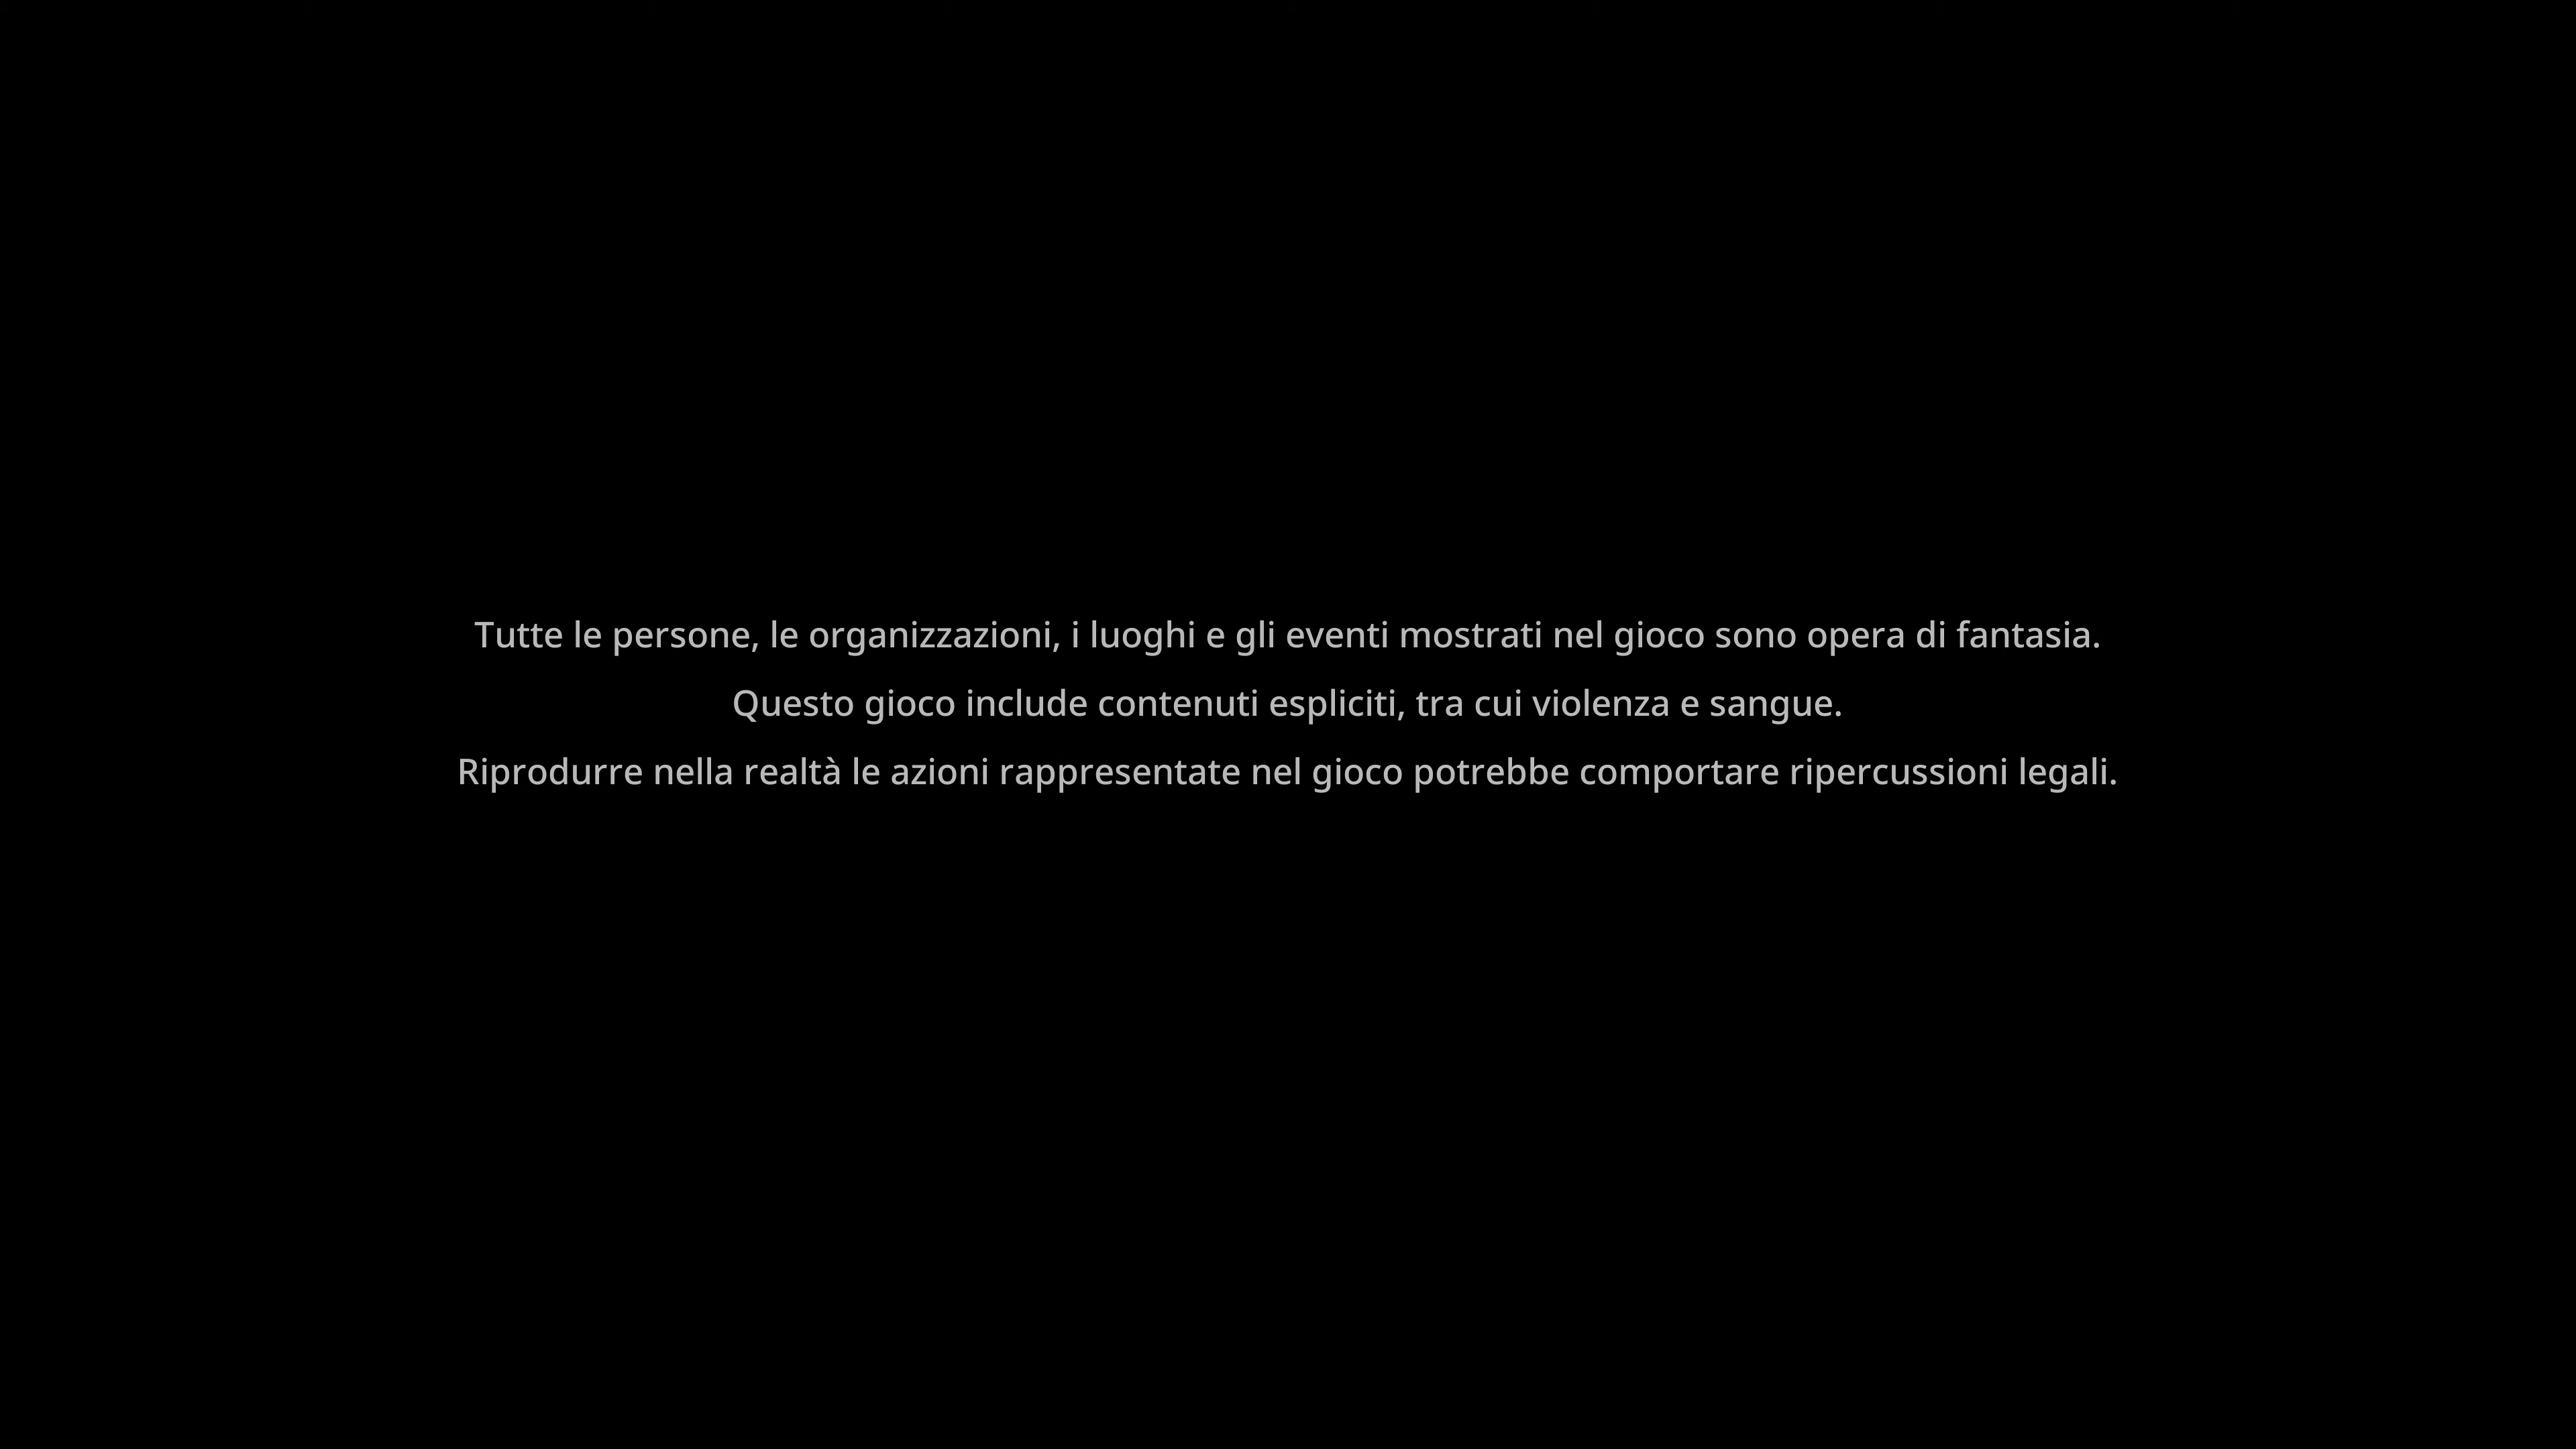 Tutte le persone, le organizzazioni, i luoghi e gli eventi mostrati nel gioco sono opera di fantasia.
Questo gioco include contenuti espliciti, tra cui violenza e sangue.
Riprodurre nella realtà le azioni rappresentate nel gioco potrebbe comportare ripercussioni legali.